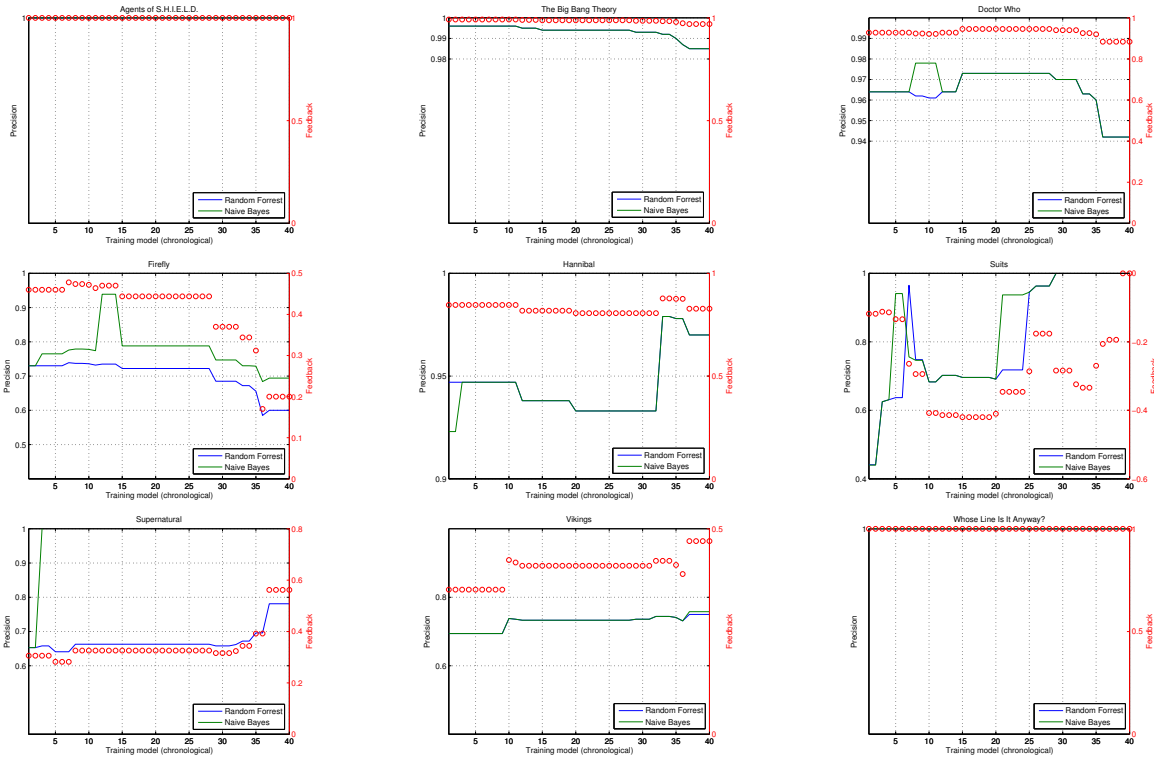 Agents of S.H.I.E.L.D.
1
1
0.5
0
Precision
Feedback
Random Forrest
Naive Bayes
5 10 15 20 25 30 35 40
Training model (chronological)
The Big Bang Theory
1
0.99
0.98
1
0.5
0
Precision
Feedback
Random Forrest
Naive Bayes
5 10 15 20 25 30 35 40
Training model (chronological)
Doctor Who
0.99
0.98
0.97
0.96
0.95
0.94
1
0.8
0.6
0.4
0.2
0
Precision
Feedback
Random Forrest
Naive Bayes
5 10 15 20 25 30 35 40
Training model (chronological)
Firefly
1
0.9
0.8
0.7
0.6
0.5
0.5
0.4
0.3
0.2
0.1
0
Precision
Feedback
Random Forrest
Naive Bayes
5 10 15 20 25 30 35 40
Training model (chronological)
Hannibal
1
0.95
0.9
1
0.5
0
Precision
Feedback
Random Forrest
Naive Bayes
5 10 15 20 25 30 35 40
Training model (chronological)
Suits
1
0.8
0.6
0.4
0
−0.2
−0.4
−0.6
Precision
Feedback
Random Forrest
Naive Bayes
5 10 15 20 25 30 35 40
Training model (chronological)
Supernatural
1
0.8
0.7
0.6
0.8
0.6
0.4
0.2
0
Precision
Feedback
Random Forrest
Naive Bayes
5 10 15 20 25 30 35 40
Training model (chronological)
Vikings
1
0.8
0.6
0.5
0
Precision
Feedback
Random Forrest
Naive Bayes
5 10 15 20 25 30 35 40
Training model (chronological)
Whose Line Is It Anyway?
1
1
0.5
0
Precision
Feedback
Random Forrest
Naive Bayes
5 10 15 20 25 30 35 40
Training model (chronological)